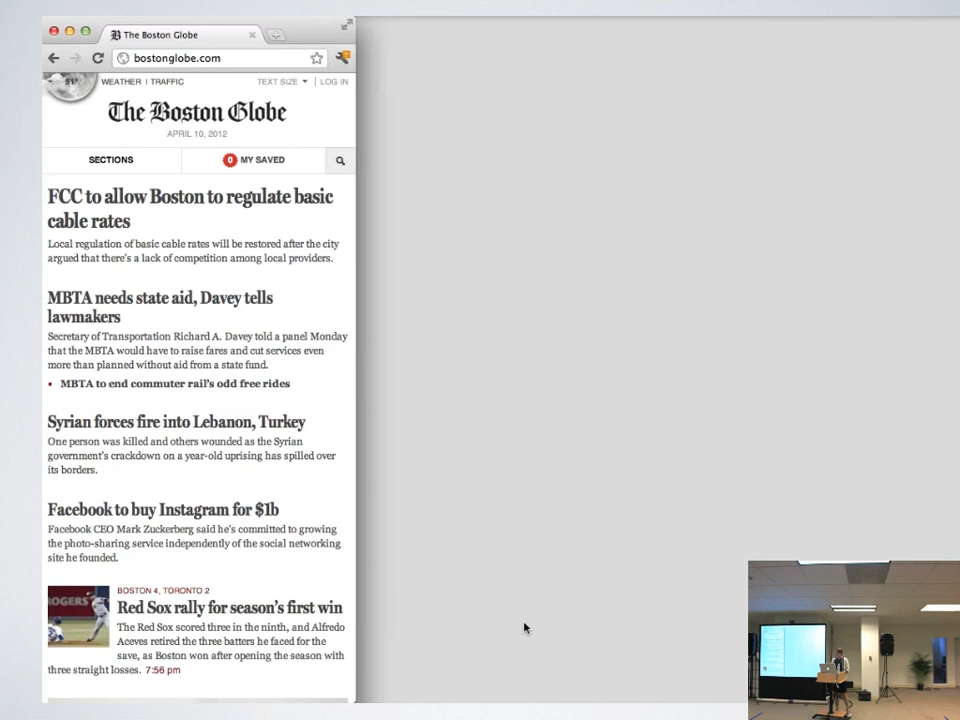 The Boston Globe
bostonglobe.com
51°
WEATHER | TRAFFIC
TEXT SIZE
LOG IN
The Boston Globe
APRIL 10, 2012
SECTIONS
0 MY SAVED
FCC to allow Boston to regulate basic
cable rates
Local regulation of basic cable rates will be restored after the city
argued that there's a lack of competition among local providers.
MBTA needs state aid, Davey tells
lawmakers
Secretary of Transportation Richard A. Davey told a panel Monday
that the MBTA would have to raise fares and cut services even
more than planned without aid from a state fund.
• MBTA to end commuter rail's odd free rides
Syrian forces fire into Lebanon, Turkey
One person was killed and others wounded as the Syrian
government's crackdown on a year-old uprising has spilled over
its borders.
Facebook to buy Instagram for $1b
Facebook CEO Mark Zuckerberg said he's committed to growing
the photo-sharing service independently of the social networking
site he founded.
ROGERS
BOSTON 4, TORONTO 2
Red Sox rally for season's first win
The Red Sox scored three in the ninth, and Alfredo
Aceves retired the three batters he faced for the
save, as Boston won after opening the season with
three straight losses. 7:56 pm